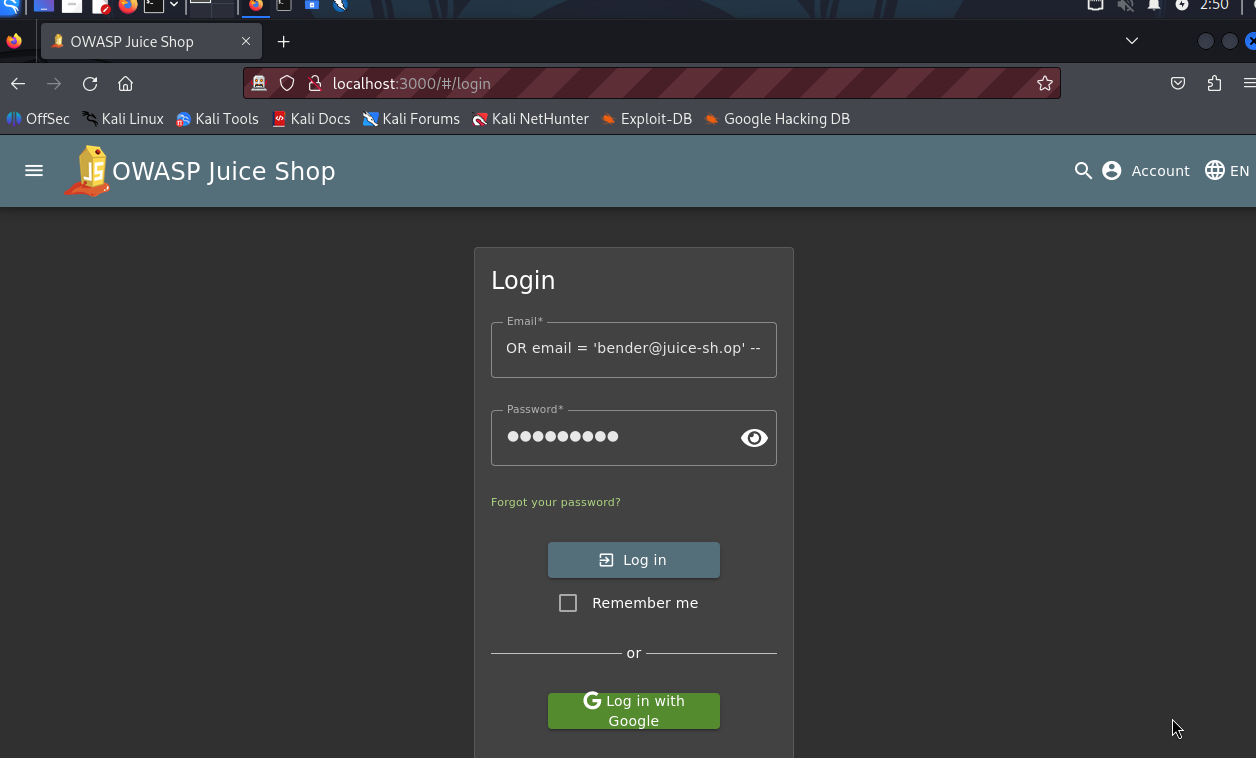 2:50
OWASP Juice Shop
localhost:3000/#/login
OffSec Kali Linux Kali Tools Kali Docs Kali Forums Kali NetHunter Exploit-DB Google Hacking DB
JS OWASP Juice Shop Account EN
Login
Email*
OR email = 'bender@juice-sh.op' --
Password*
Forgot your password?
Log in
Remember me
or
G Log in with
Google